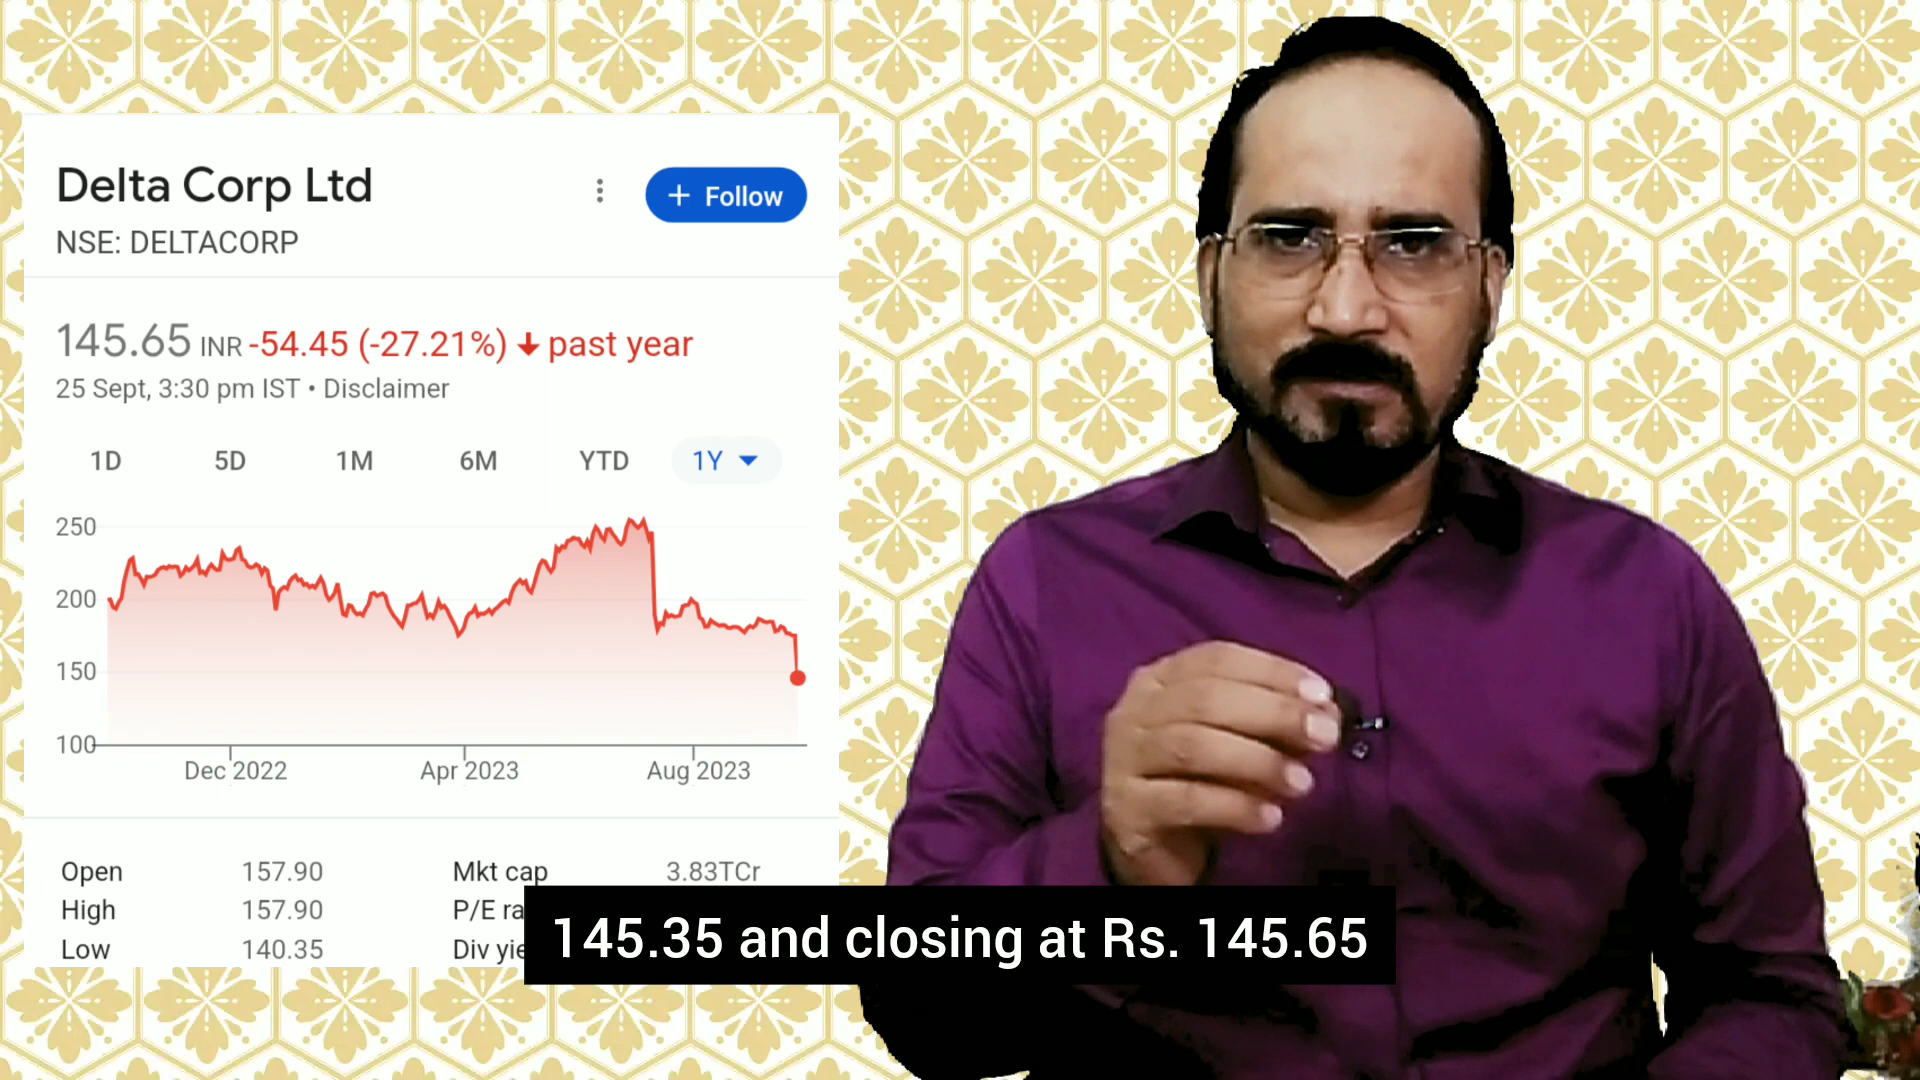 Delta Corp Ltd
+ Follow
NSE: DELTACORP
145.65 INR -54.45 (-27.21%) ↓ past year
25 Sept, 3:30 pm IST • Disclaimer
1D 5D 1M 6M YTD 1Y
250
200
150
100
Dec 2022 Apr 2023 Aug 2023
Open 157.90 Mkt cap 3.83TCr
High 157.90 P/E ra
Low 140.35 Div yie
145.35 and closing at Rs. 145.65